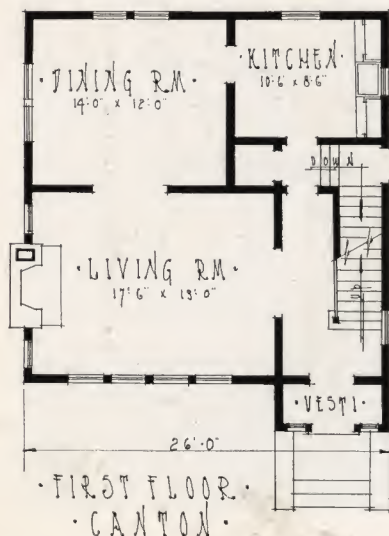 · DINING RM ·
14'-0" x 12'-0"
· KITCHEN ·
10'-6" x 8'-6"
DOWN
· LIVING RM ·
17'-6" x 13'-0"
UP
· VESTI ·
26'-0"
· FIRST FLOOR ·
· CANTON ·